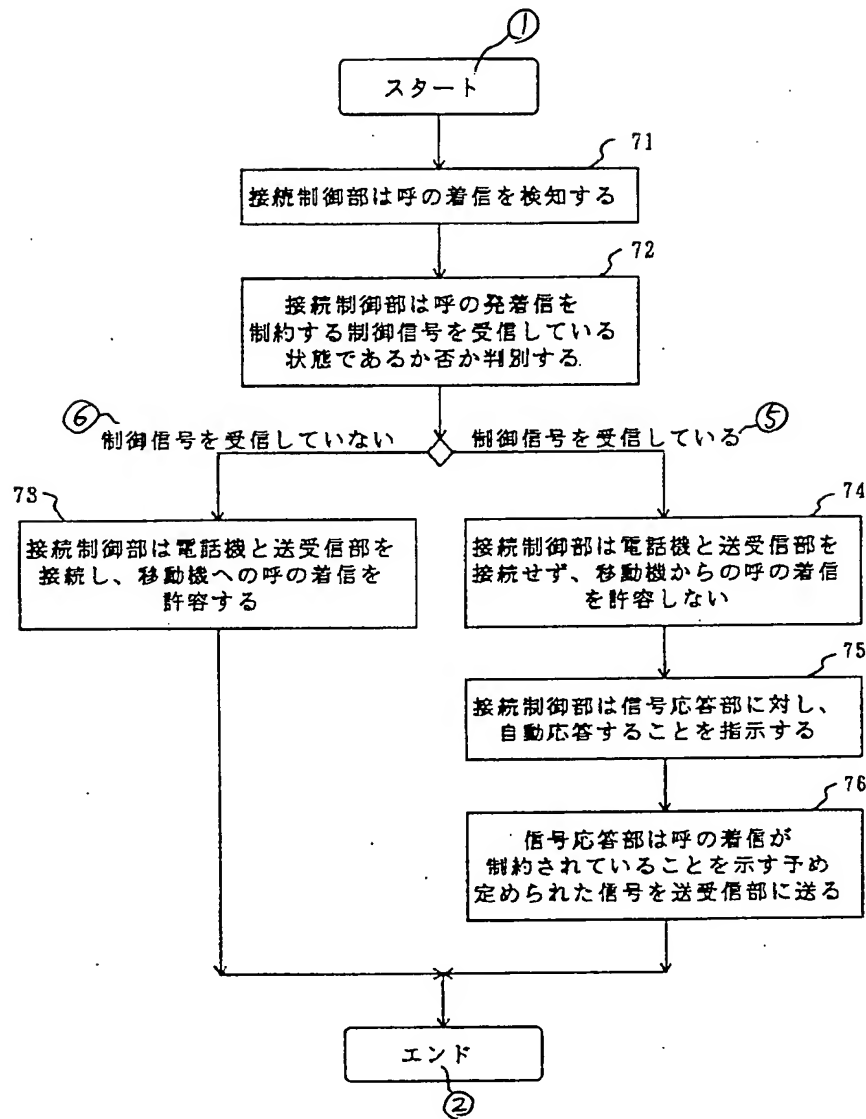 ①
スタート
71
接続制御部は呼の着信を検知する
72
接続制御部は呼の発着信を
制約する制御信号を受信している
状態であるか否か判別する.
⑥
制御信号を受信していない
制御信号を受信している
⑤
73
接続制御部は電話機と送受信部を
接続し、移動機への呼の着信を
許容する
74
接続制御部は電話機と送受信部を
接続せず、移動機からの呼の着信
を許容しない
75
接続制御部は信号応答部に対し、
自動応答することを指示する
76
信号応答部は呼の着信が
制約されていることを示す予め
定められた信号を送受信部に送る
エンド
②